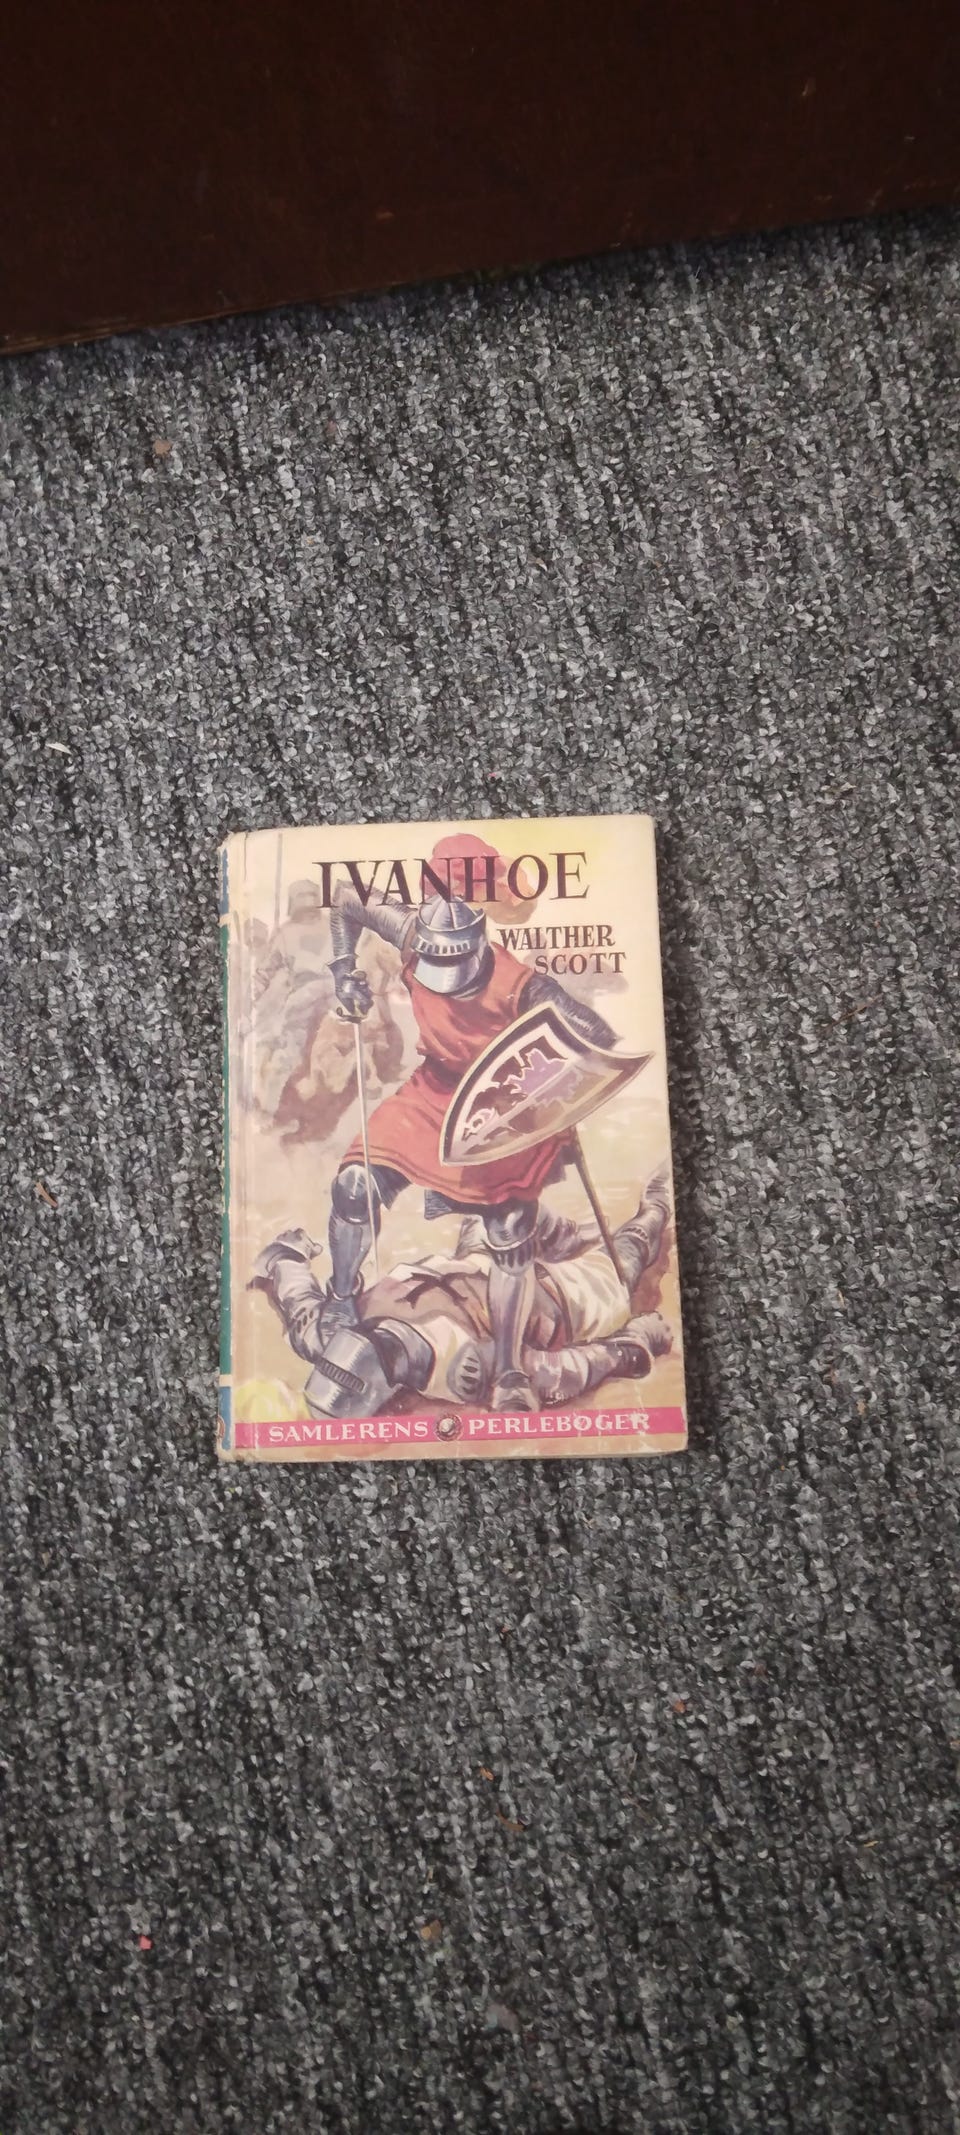 IVANHOE
WALTHER
SCOTT
SAMLERENS PERLEBØGER